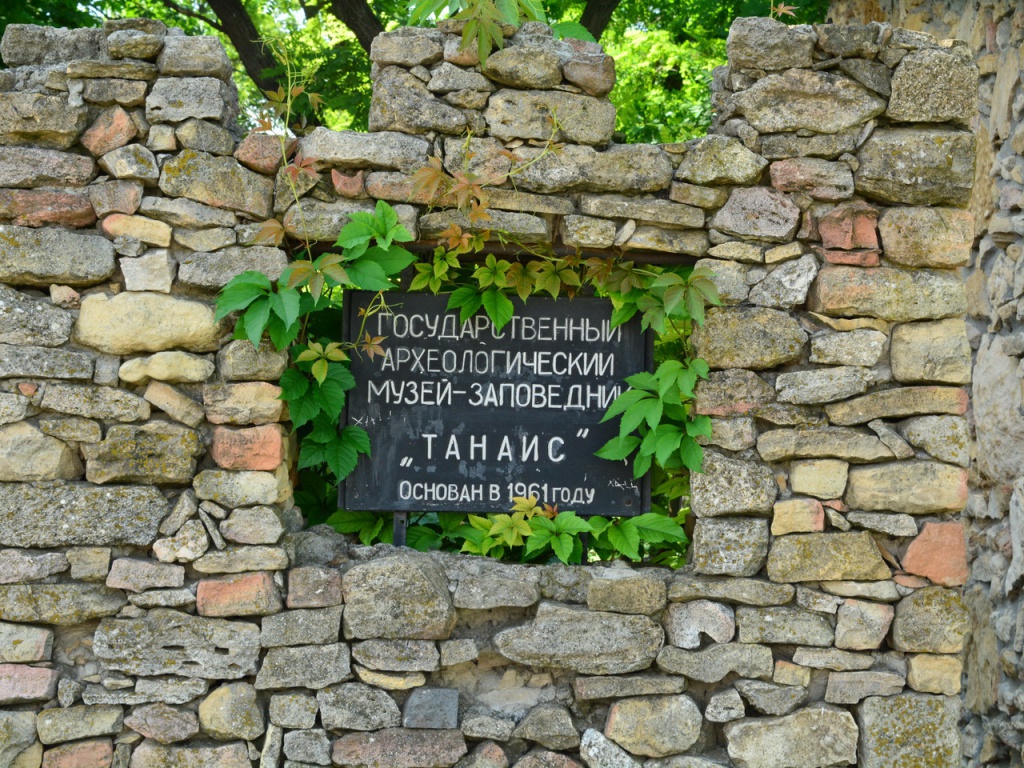 ГОСУДАРСТВЕННЫЙ
АРХЕОЛОГИЧЕСКИЙ
МУЗЕЙ-ЗАПОВЕДНИК
„ТАНАИС”
ОСНОВАН В 1961 ГОДУ